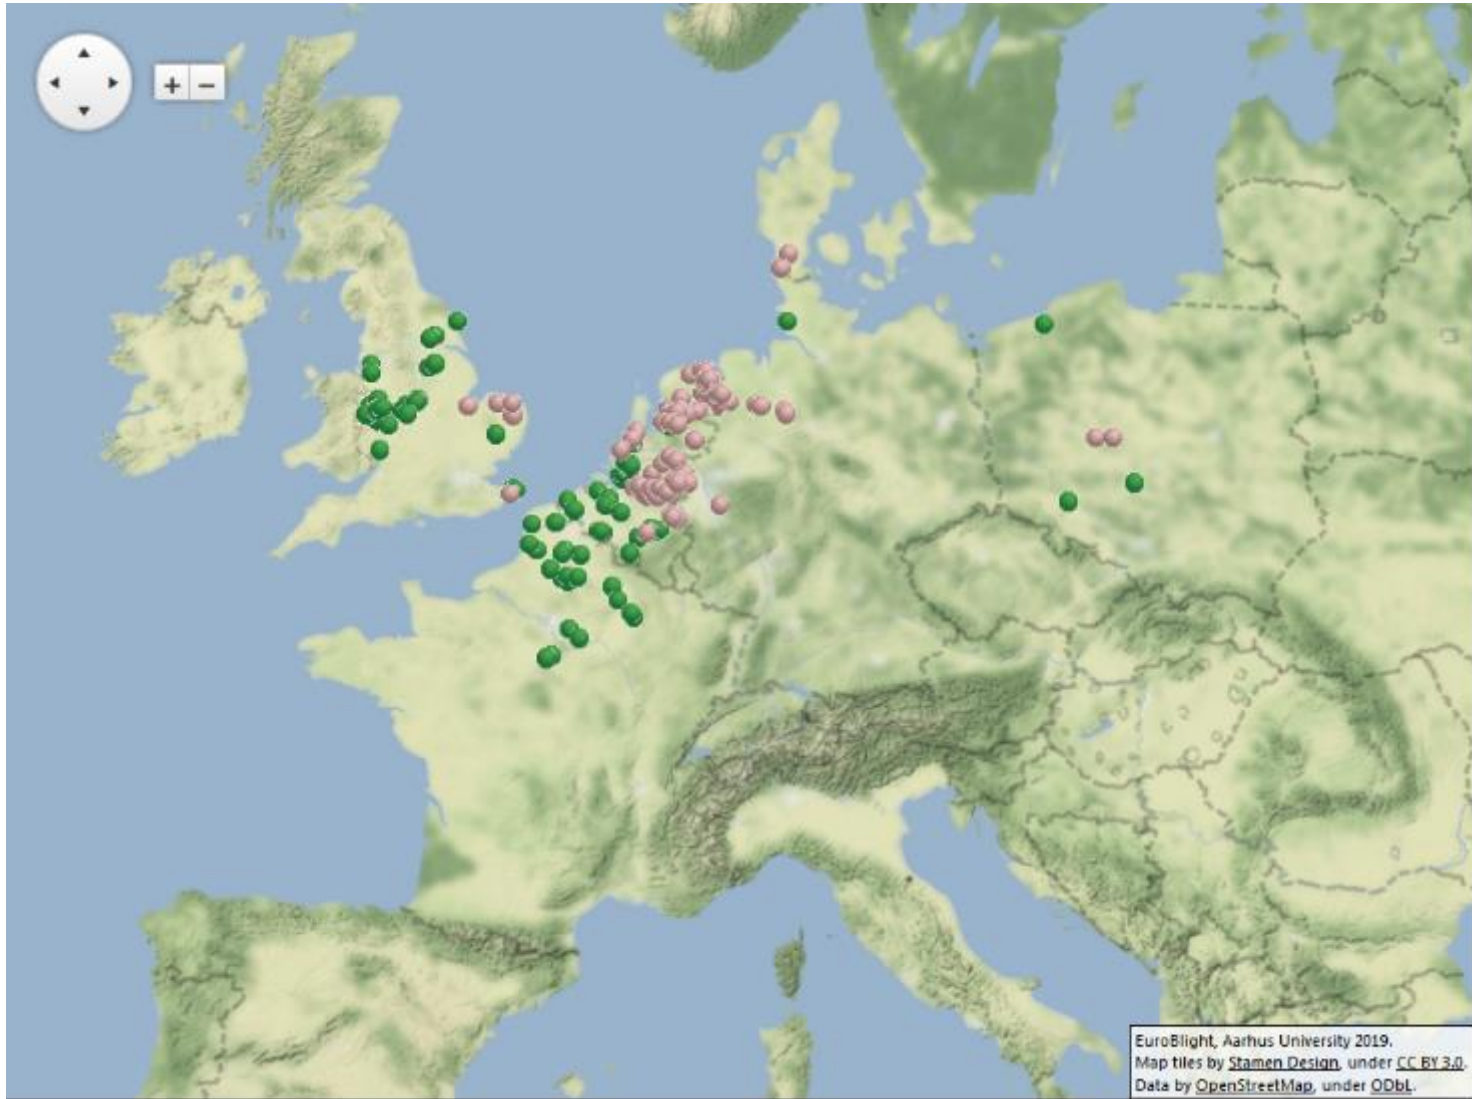 + −
EuroBlight, Aarhus University 2019.
Map tiles by Stamen Design, under CC BY 3.0.
Data by OpenStreetMap, under ODbL.